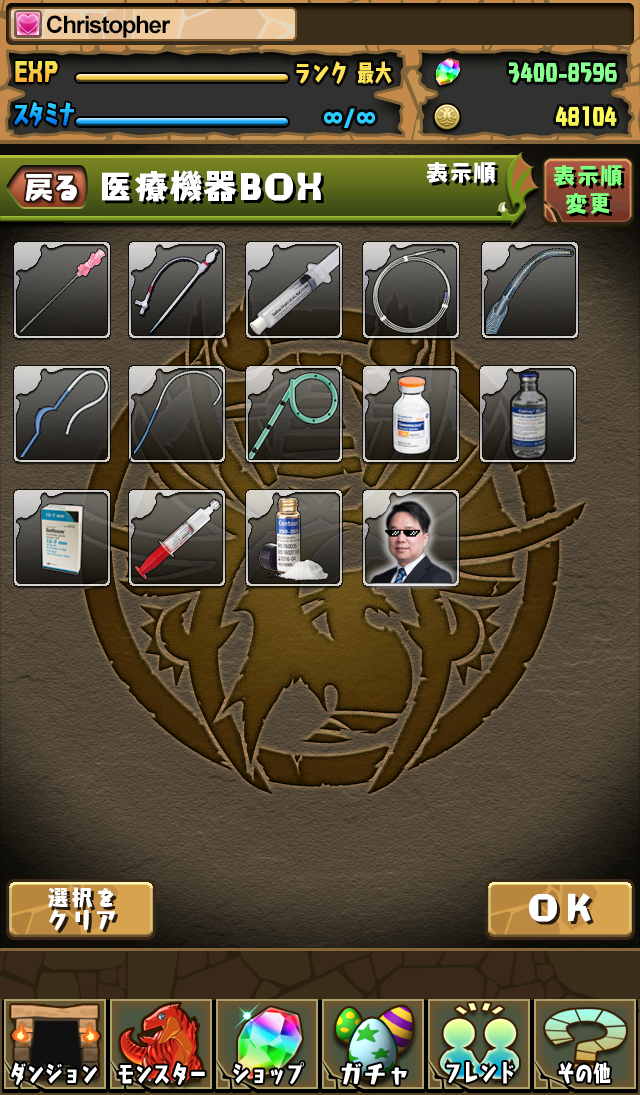 Christopher
EXP
ランク 最大
3400-8596
スタミナ
∞/∞
48104
戻る
医療機器BOX
表示順
表示順
変更
Contour
選択を
クリア
OK
ダンジョン
モンスター
ショップ
ガチャ
フレンド
その他